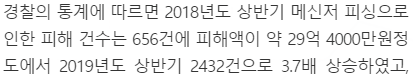 경찰의 통계에 따르면 2018년도 상반기 메신저 피싱으로
인한 피해 건수는 656건에 피해액이 약 29억 4000만원정
도에서 2019년도 상반기 2432건으로 3.7배 상승하였고,